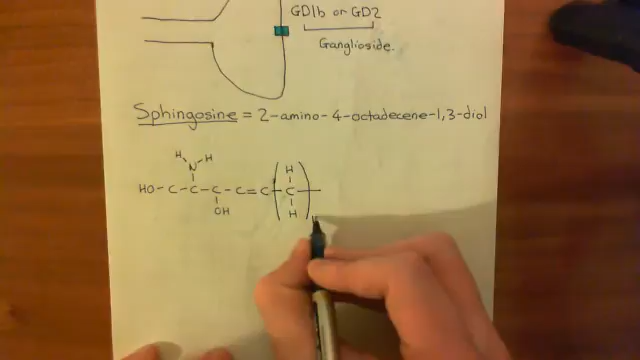 GD1b or GD2
Ganglioside.
Sphingosine = 2-amino-4-octadecene-1,3-diol
H H
N H
HO-C-C-C-C=C-(C)-
OH H